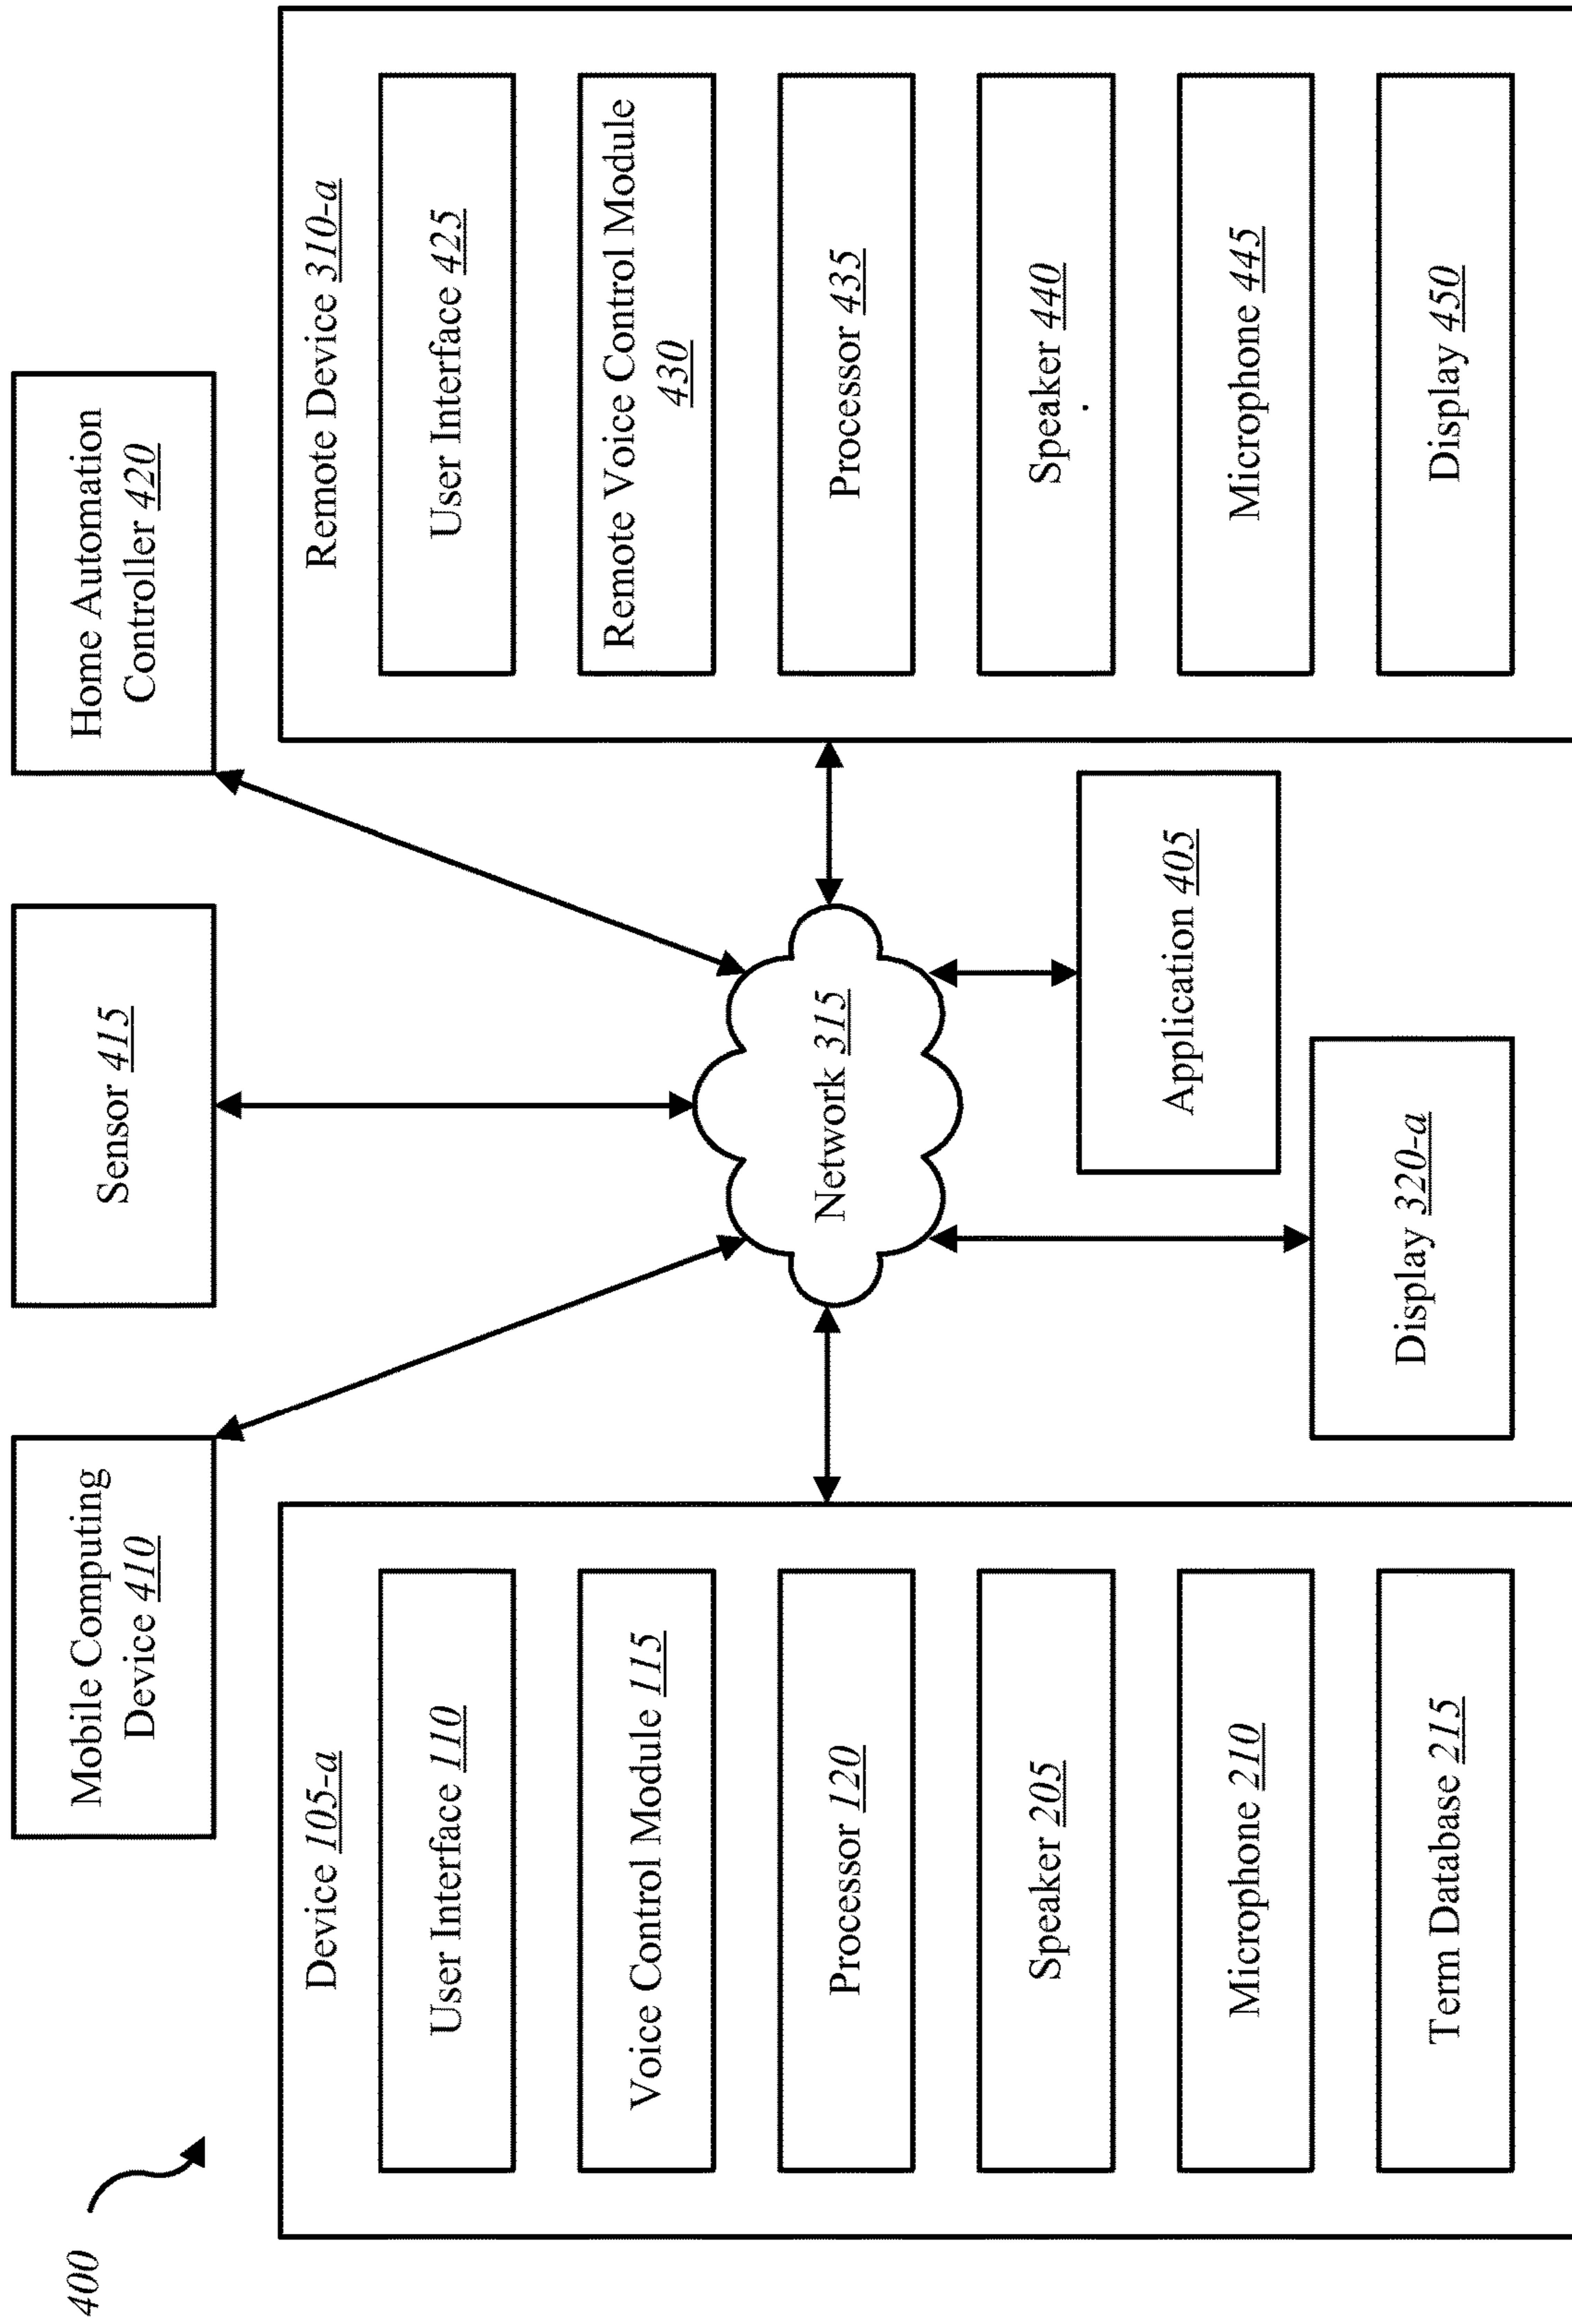 400
Mobile Computing
Device 410
Sensor 415
Home Automation
Controller 420
Device 105-a
User Interface 110
Voice Control Module 115
Processor 120
Speaker 205
Microphone 210
Term Database 215
Network 315
Display 320-a
Application 405
Remote Device 310-a
User Interface 425
Remote Voice Control Module
430
Processor 435
Speaker 440
Microphone 445
Display 450